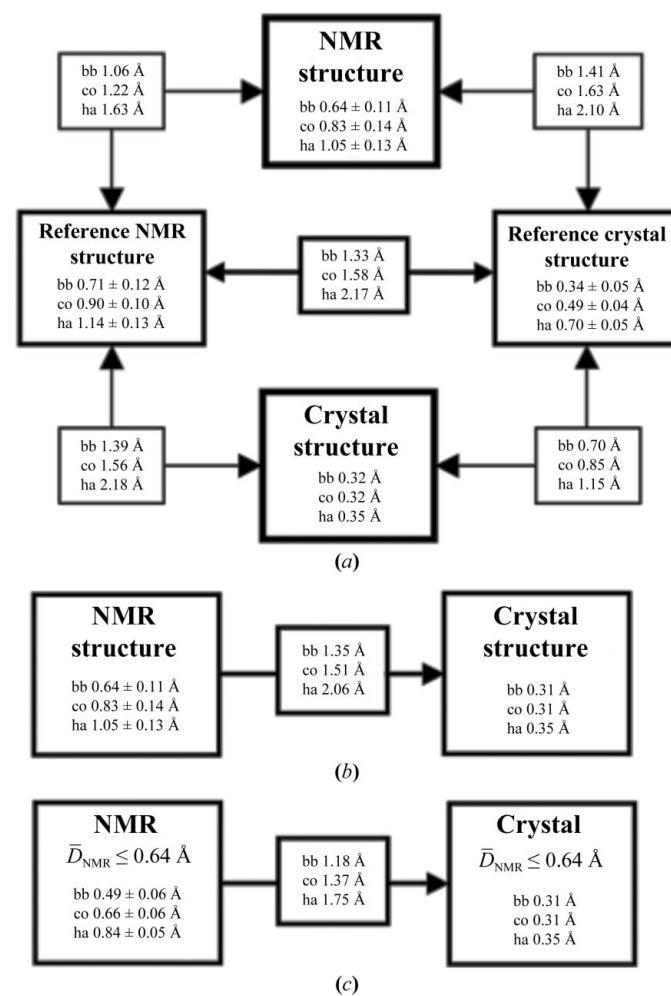 bb 1.06 Å
co 1.22 Å
ha 1.63 Å
NMR
structure
bb 0.64 ± 0.11 Å
co 0.83 ± 0.14 Å
ha 1.05 ± 0.13 Å
bb 1.41 Å
co 1.63 Å
ha 2.10 Å
Reference NMR
structure
bb 0.71 ± 0.12 Å
co 0.90 ± 0.10 Å
ha 1.14 ± 0.13 Å
bb 1.33 Å
co 1.58 Å
ha 2.17 Å
Reference crystal
structure
bb 0.34 ± 0.05 Å
co 0.49 ± 0.04 Å
ha 0.70 ± 0.05 Å
bb 1.39 Å
co 1.56 Å
ha 2.18 Å
Crystal
structure
bb 0.32 Å
co 0.32 Å
ha 0.35 Å
bb 0.70 Å
co 0.85 Å
ha 1.15 Å
(a)
NMR
structure
bb 0.64 ± 0.11 Å
co 0.83 ± 0.14 Å
ha 1.05 ± 0.13 Å
bb 1.35 Å
co 1.51 Å
ha 2.06 Å
Crystal
structure
bb 0.31 Å
co 0.31 Å
ha 0.35 Å
(b)
NMR
D̅NMR ≤ 0.64 Å
bb 0.49 ± 0.06 Å
co 0.66 ± 0.06 Å
ha 0.84 ± 0.05 Å
bb 1.18 Å
co 1.37 Å
ha 1.75 Å
Crystal
D̅NMR ≤ 0.64 Å
bb 0.31 Å
co 0.31 Å
ha 0.35 Å
(c)